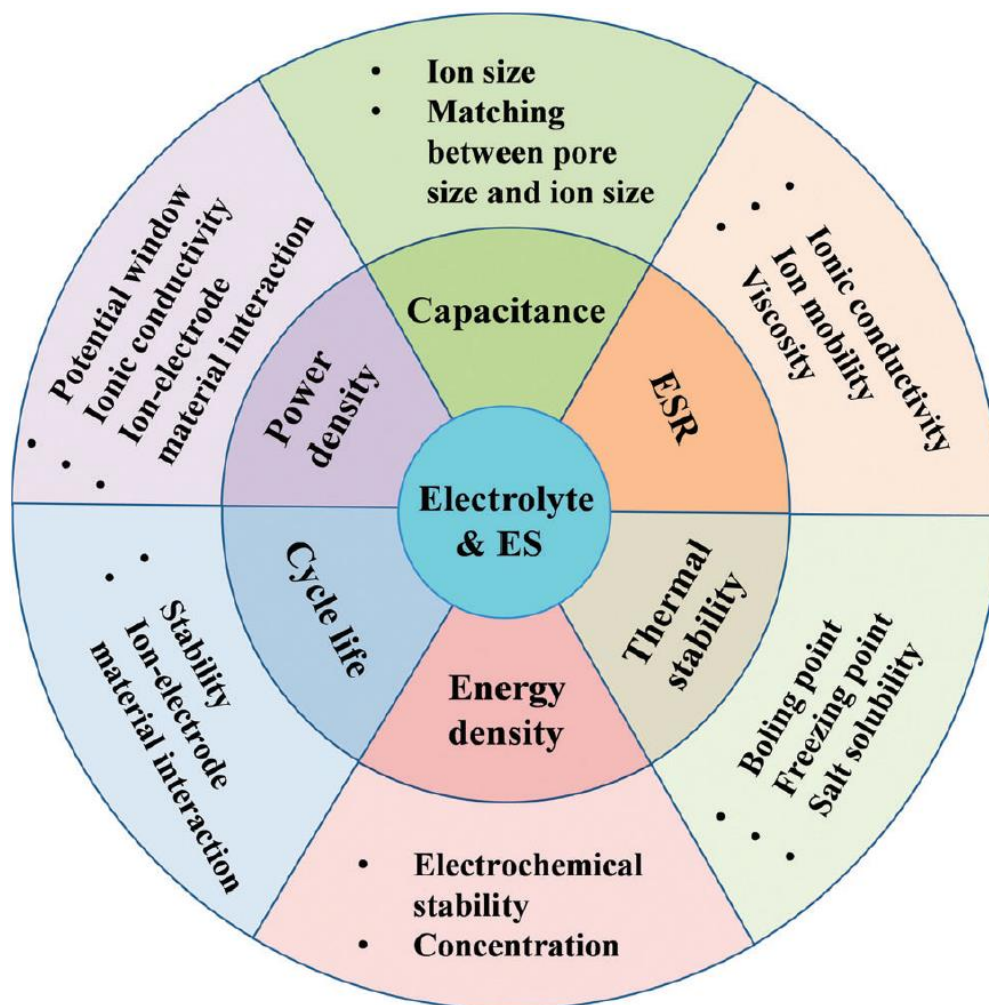 • Ion size
• Matching
between pore
size and ion size
Capacitance
• Ionic conductivity
• Ion mobility
• Viscosity
ESR
• Boling point
• Freezing point
• Salt solubility
Thermal
stability
• Electrochemical
stability
• Concentration
Energy
density
• Stability
• Ion-electrode
material interaction
Cycle life
• Potential window
• Ionic conductivity
• Ion-electrode
material interaction
Power
density
Electrolyte
& ES